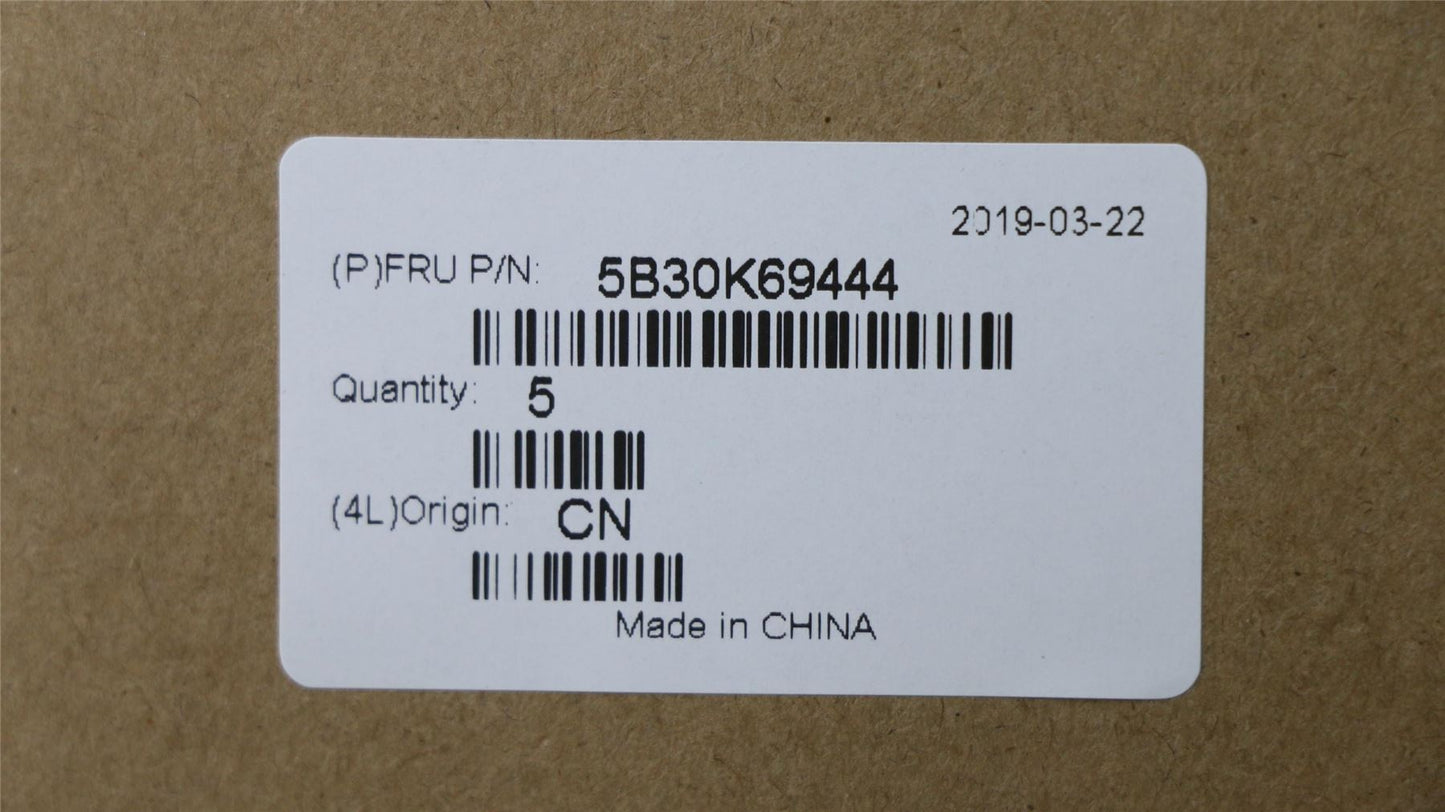 2019-03-22
(P)FRU P/N: 5B30K69444
Quantity: 5
(4L)Origin: CN
Made in CHINA